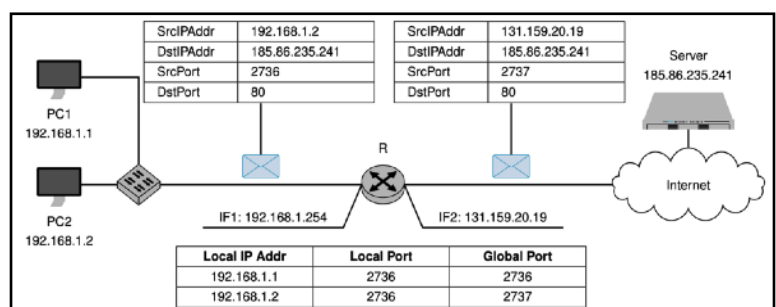 SrcIPAddr 192.168.1.2
DstIPAddr 185.86.235.241
SrcPort 2736
DstPort 80
SrcIPAddr 131.159.20.19
DstIPAddr 185.86.235.241
SrcPort 2737
DstPort 80
Server
185.86.235.241
PC1
192.168.1.1
R
Internet
PC2
192.168.1.2
IF1: 192.168.1.254
IF2: 131.159.20.19
Local IP Addr Local Port Global Port
192.168.1.1 2736 2736
192.168.1.2 2736 2737